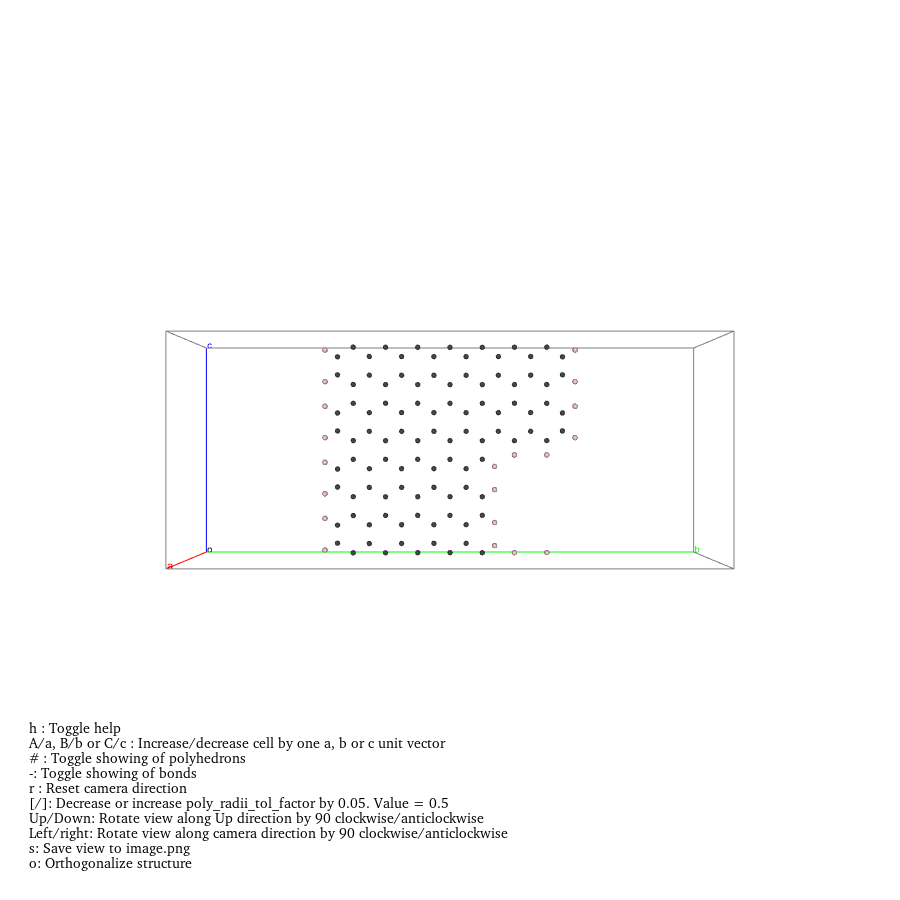 c
o
b
a
h : Toggle help
A/a, B/b or C/c : Increase/decrease cell by one a, b or c unit vector
# : Toggle showing of polyhedrons
-: Toggle showing of bonds
r : Reset camera direction
[/]: Decrease or increase poly_radii_tol_factor by 0.05. Value = 0.5
Up/Down: Rotate view along Up direction by 90 clockwise/anticlockwise
Left/right: Rotate view along camera direction by 90 clockwise/anticlockwise
s: Save view to image.png
o: Orthogonalize structure